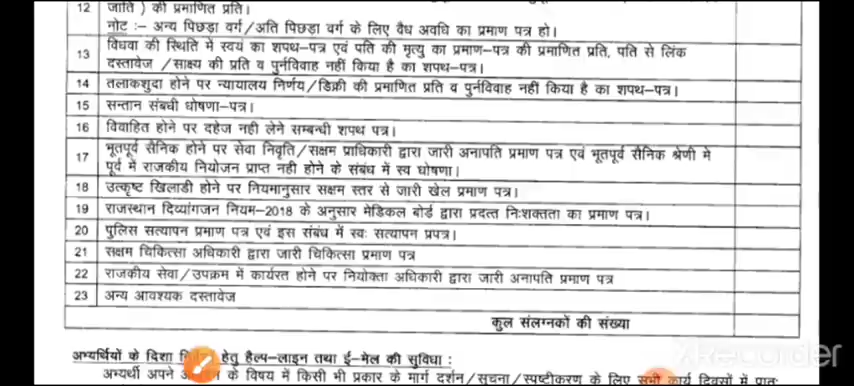 12 जाति ) की प्रमाणित प्रति।
नोट :- अन्य पिछड़ा वर्ग/अति पिछड़ा वर्ग के लिए वैध अवधि का प्रमाण पत्र हो।
13 विधवा की स्थिति में स्वयं का शपथ-पत्र एवं पति की मृत्यु का प्रमाण-पत्र की प्रमाणित प्रति, पति से लिंक
दस्तावेज /साक्ष्य की प्रति व पुर्नविवाह नहीं किया है का शपथ-पत्र।
14 तलाकशुदा होने पर न्यायालय निर्णय/डिक्री की प्रमाणित प्रति व पुर्नविवाह नहीं किया है का शपथ-पत्र।
15 सन्तान संबधी घोषणा-पत्र।
16 विवाहित होने पर दहेज नही लेने सम्बन्धी शपथ पत्र।
17 भूतपूर्व सैनिक होने पर सेवा निवृति/सक्षम प्राधिकारी द्वारा जारी अनापति प्रमाण पत्र एवं भूतपूर्व सैनिक श्रेणी मे
पूर्व में राजकीय नियोजन प्राप्त नही होने के संबंध में स्व घोषणा।
18 उत्कृष्ट खिलाडी होने पर नियमानुसार सक्षम स्तर से जारी खेल प्रमाण पत्र।
19 राजस्थान दिव्यांगजन नियम-2018 के अनुसार मेडिकल बोर्ड द्वारा प्रदत्त निःशक्तता का प्रमाण पत्र।
20 पुलिस सत्यापन प्रमाण पत्र एवं इस संबंध में स्वः सत्यापन प्रपत्र।
21 सक्षम चिकित्सा अधिकारी द्वारा जारी चिकित्सा प्रमाण पत्र
22 राजकीय सेवा/उपक्रम में कार्यरत होने पर नियोक्ता अधिकारी द्वारा जारी अनापति प्रमाण पत्र
23 अन्य आवश्यक दस्तावेज
कुल संलग्नकों की संख्या
अभ्यर्थियों के दिशा हेतु हैल्प-लाइन तथा ई-मेल की सुविधा :
अभ्यर्थी अपने के विषय में किसी भी प्रकार के मार्ग दर्शन/सूचना/स्पष्टीकरण के लिए सभी कार्य दिवसों में प्रातः